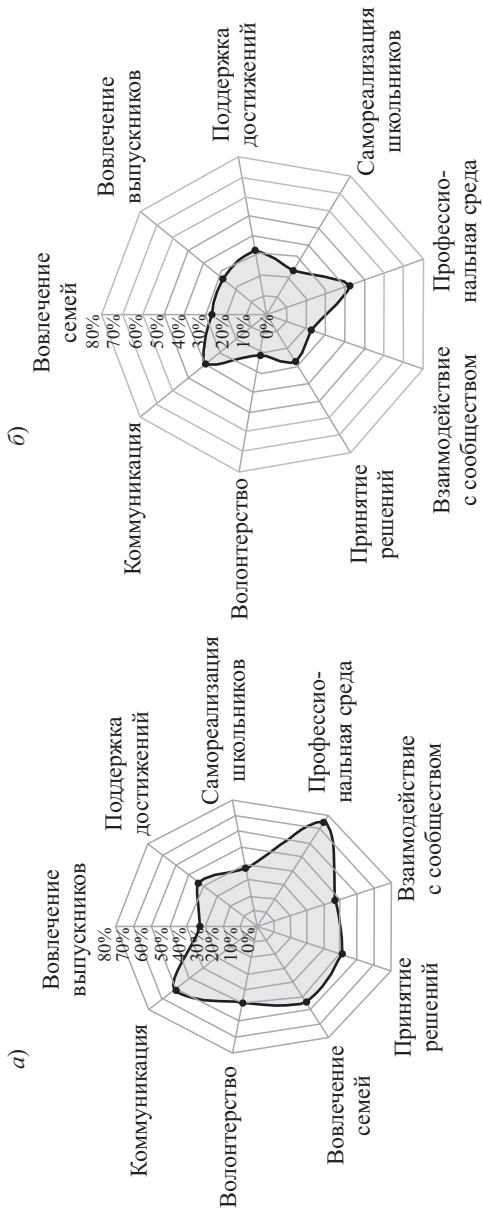 а)
Вовлечение
выпускников
Поддержка
достижений
Самореализация
школьников
Профессио-
нальная среда
Взаимодействие
с сообществом
Принятие
решений
Вовлечение
семей
Волонтерство
Коммуникация
80%
70%
60%
50%
40%
30%
20%
10%
0%
б)
Вовлечение
семей
Вовлечение
выпускников
Поддержка
достижений
Самореализация
школьников
Профессио-
нальная среда
Взаимодействие
с сообществом
Принятие
решений
Волонтерство
Коммуникация
80%
70%
60%
50%
40%
30%
20%
10%
0%